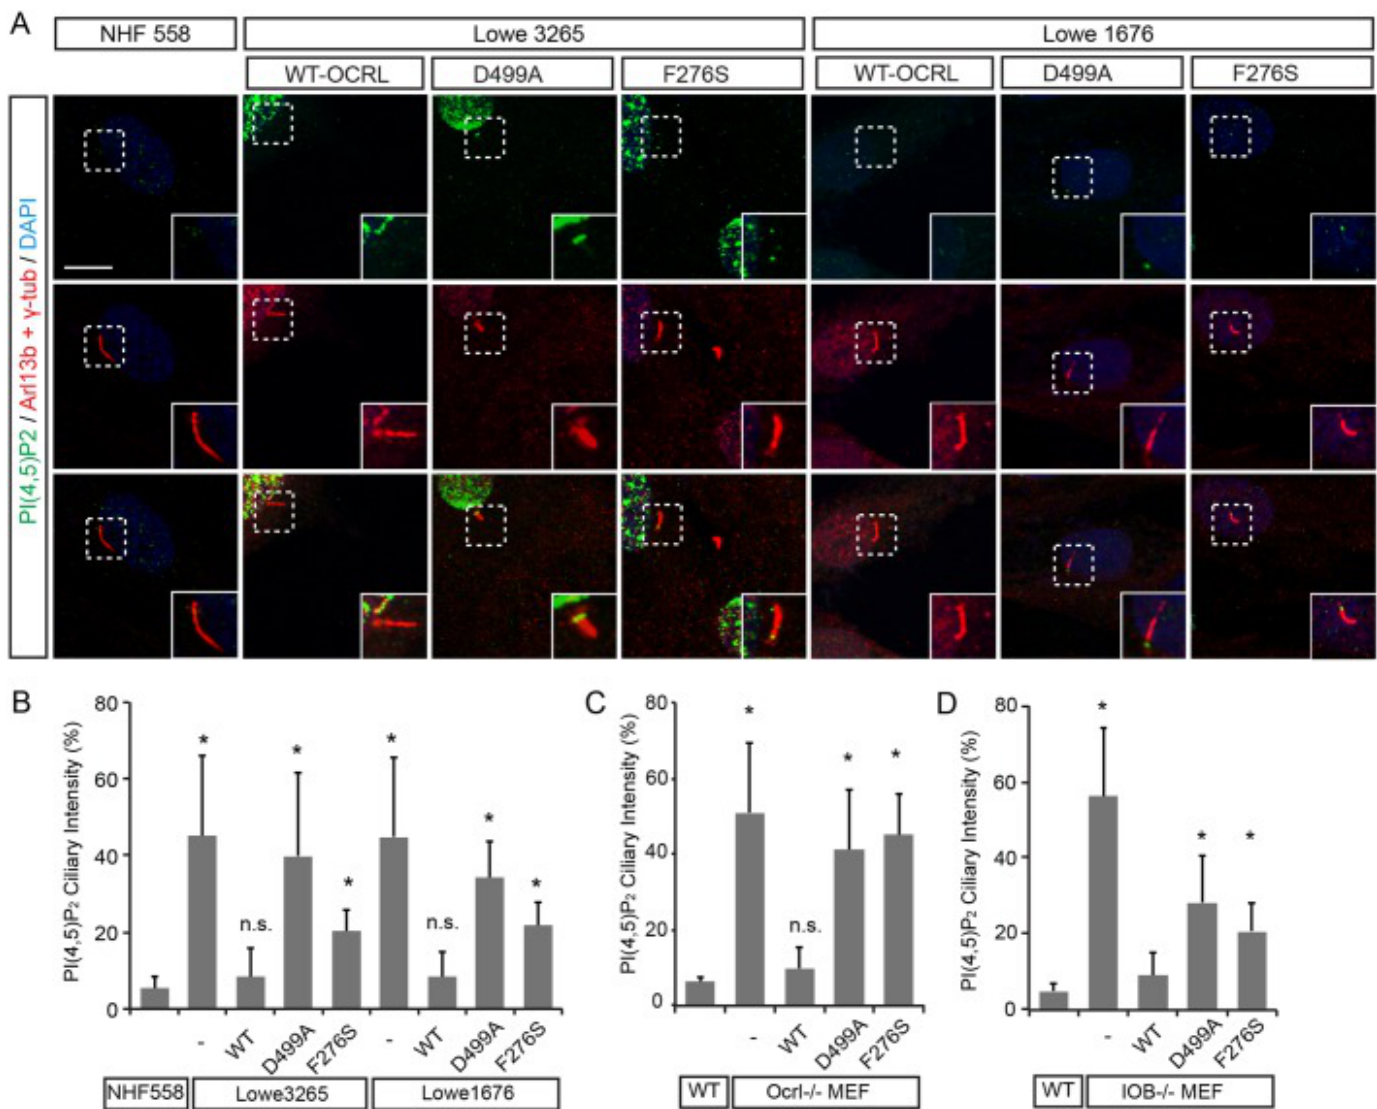 A
NHF 558
Lowe 3265
Lowe 1676
WT-OCRL
D499A
F276S
WT-OCRL
D499A
F276S
PI(4,5)P2 / Arl13b + γ-tub / DAPI
B
PI(4,5)P2 Ciliary Intensity (%)
80
60
40
20
0
*
n.s.
*
*
*
n.s.
*
*
-
WT
D499A
F276S
-
WT
D499A
F276S
NHF558
Lowe3265
Lowe1676
C
PI(4,5)P2 Ciliary Intensity (%)
80
60
40
20
0
*
n.s.
*
*
-
WT
D499A
F276S
WT
Ocrl-/- MEF
D
PI(4,5)P2 Ciliary Intensity (%)
80
60
40
20
0
*
*
*
-
WT
D499A
F276S
WT
IOB-/- MEF